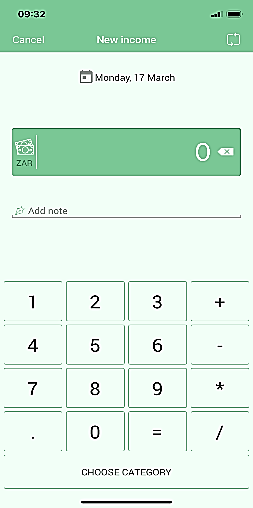 09:32
Cancel New income
Monday, 17 March
ZAR 0
Add note
1 2 3 +
4 5 6 -
7 8 9 *
. 0 = /
CHOOSE CATEGORY